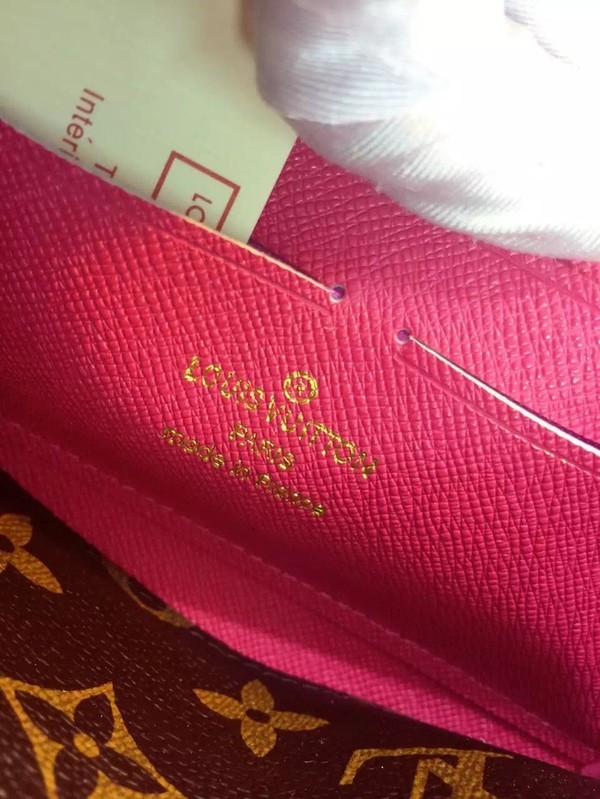 LOUIS VUITTON
PARIS
made in France
Intéri
T
LO